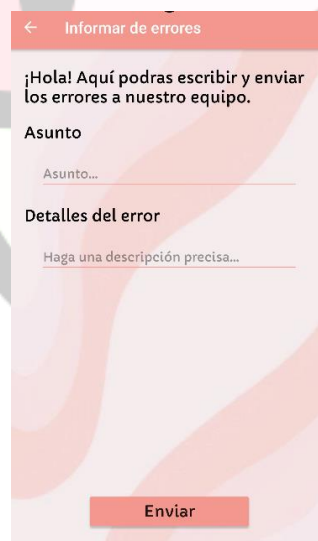 Informar de errores
¡Hola! Aquí podras escribir y enviar
los errores a nuestro equipo.
Asunto
Asunto...
Detalles del error
Haga una descripción precisa...
Enviar